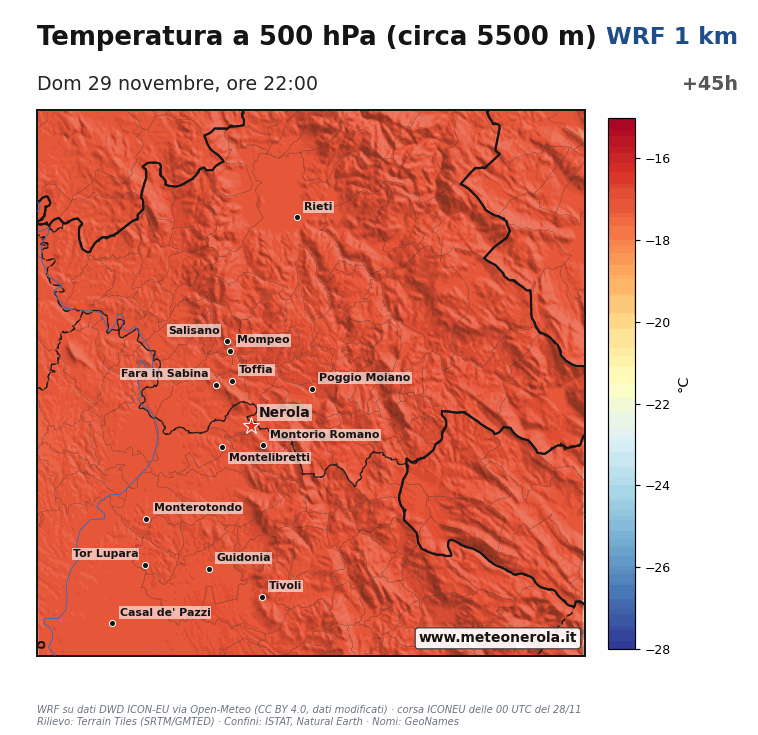 Temperatura a 500 hPa (circa 5500 m) WRF 1 km
Dom 29 novembre, ore 22:00 +45h
Rieti
Salisano
Mompeo
Toffia
Fara in Sabina
Poggio Moiano
Nerola
Montorio Romano
Montelibretti
Monterotondo
Tor Lupara
Guidonia
Tivoli
Casal de' Pazzi
www.meteonerola.it
−16
−18
−20
−22
−24
−26
−28
°C
WRF su dati DWD ICON-EU via Open-Meteo (CC BY 4.0, dati modificati) · corsa ICONEU delle 00 UTC del 28/11
Rilievo: Terrain Tiles (SRTM/GMTED) · Confini: ISTAT, Natural Earth · Nomi: GeoNames